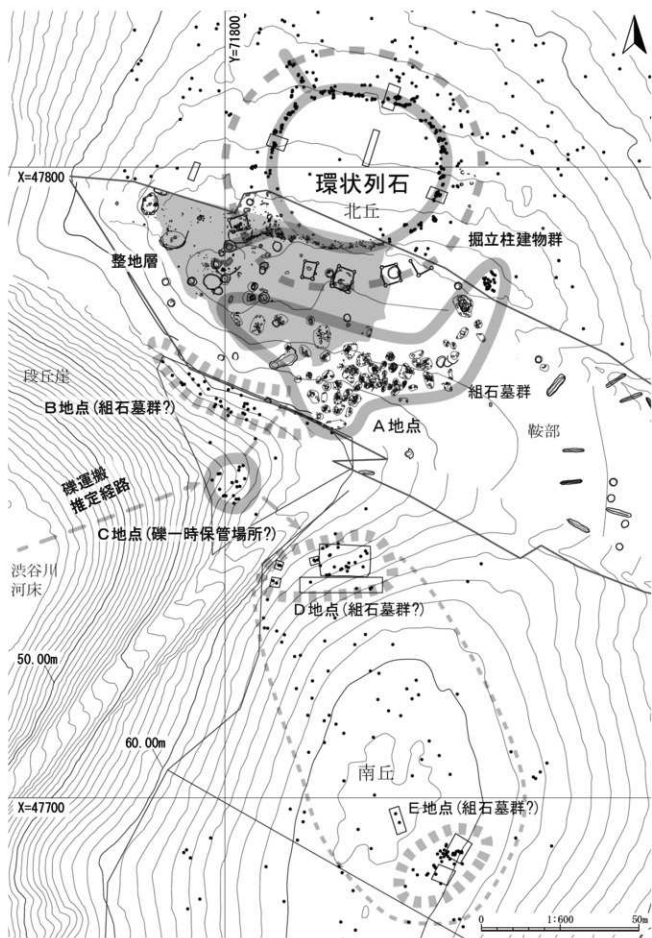 Y=71800
X=47800
環状列石
北丘
掘立柱建物群
整地層
段丘崖
組石墓群
B地点(組石墓群?)
A地点
鞍部
礫運搬
推定経路
C地点(礫一時保管場所?)
渋谷川
河床
D地点(組石墓群?)
50.00m
60.00m
南丘
X=47700
E地点(組石墓群?)
0
1:600
50m